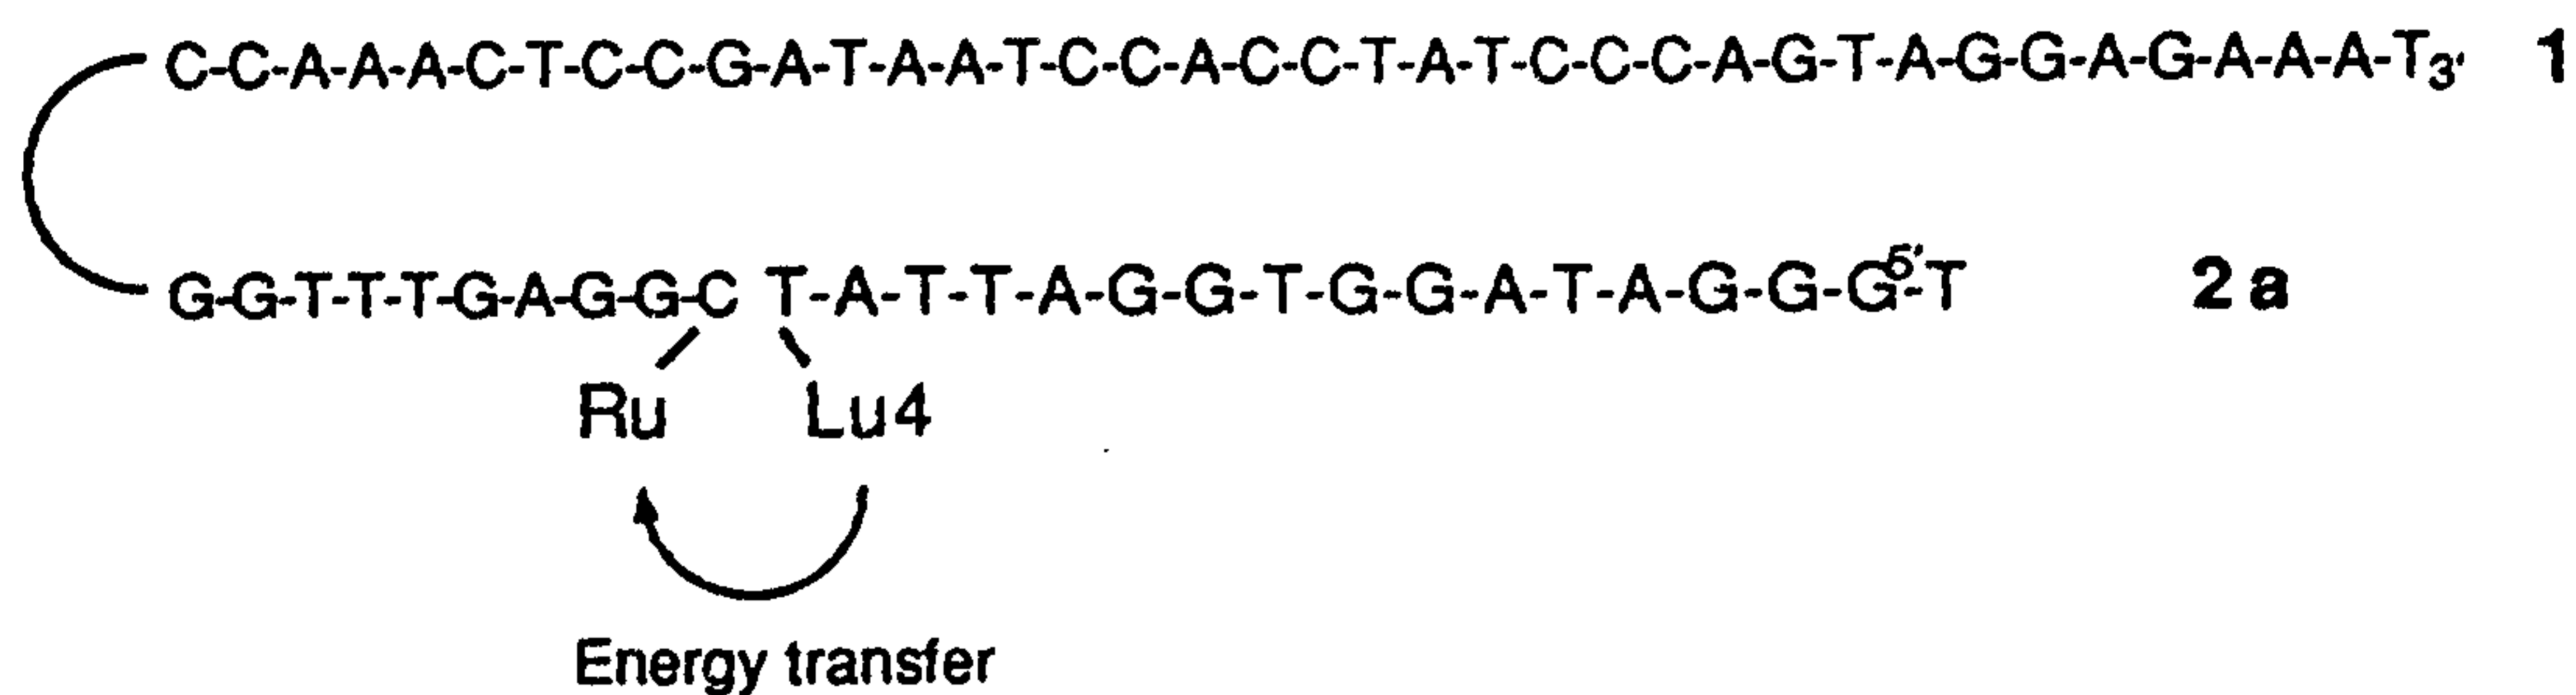 C-C-A-A-A-C-T-C-C-G-A-T-A-A-T-C-C-A-C-C-T-A-T-C-C-C-A-G-T-A-G-G-A-G-A-A-A-T3' 1
G-G-T-T-T-G-A-G-G-C T-A-T-T-A-G-G-T-G-G-A-T-A-G-G-G5'-T 2a
Ru Lu4
Energy transfer